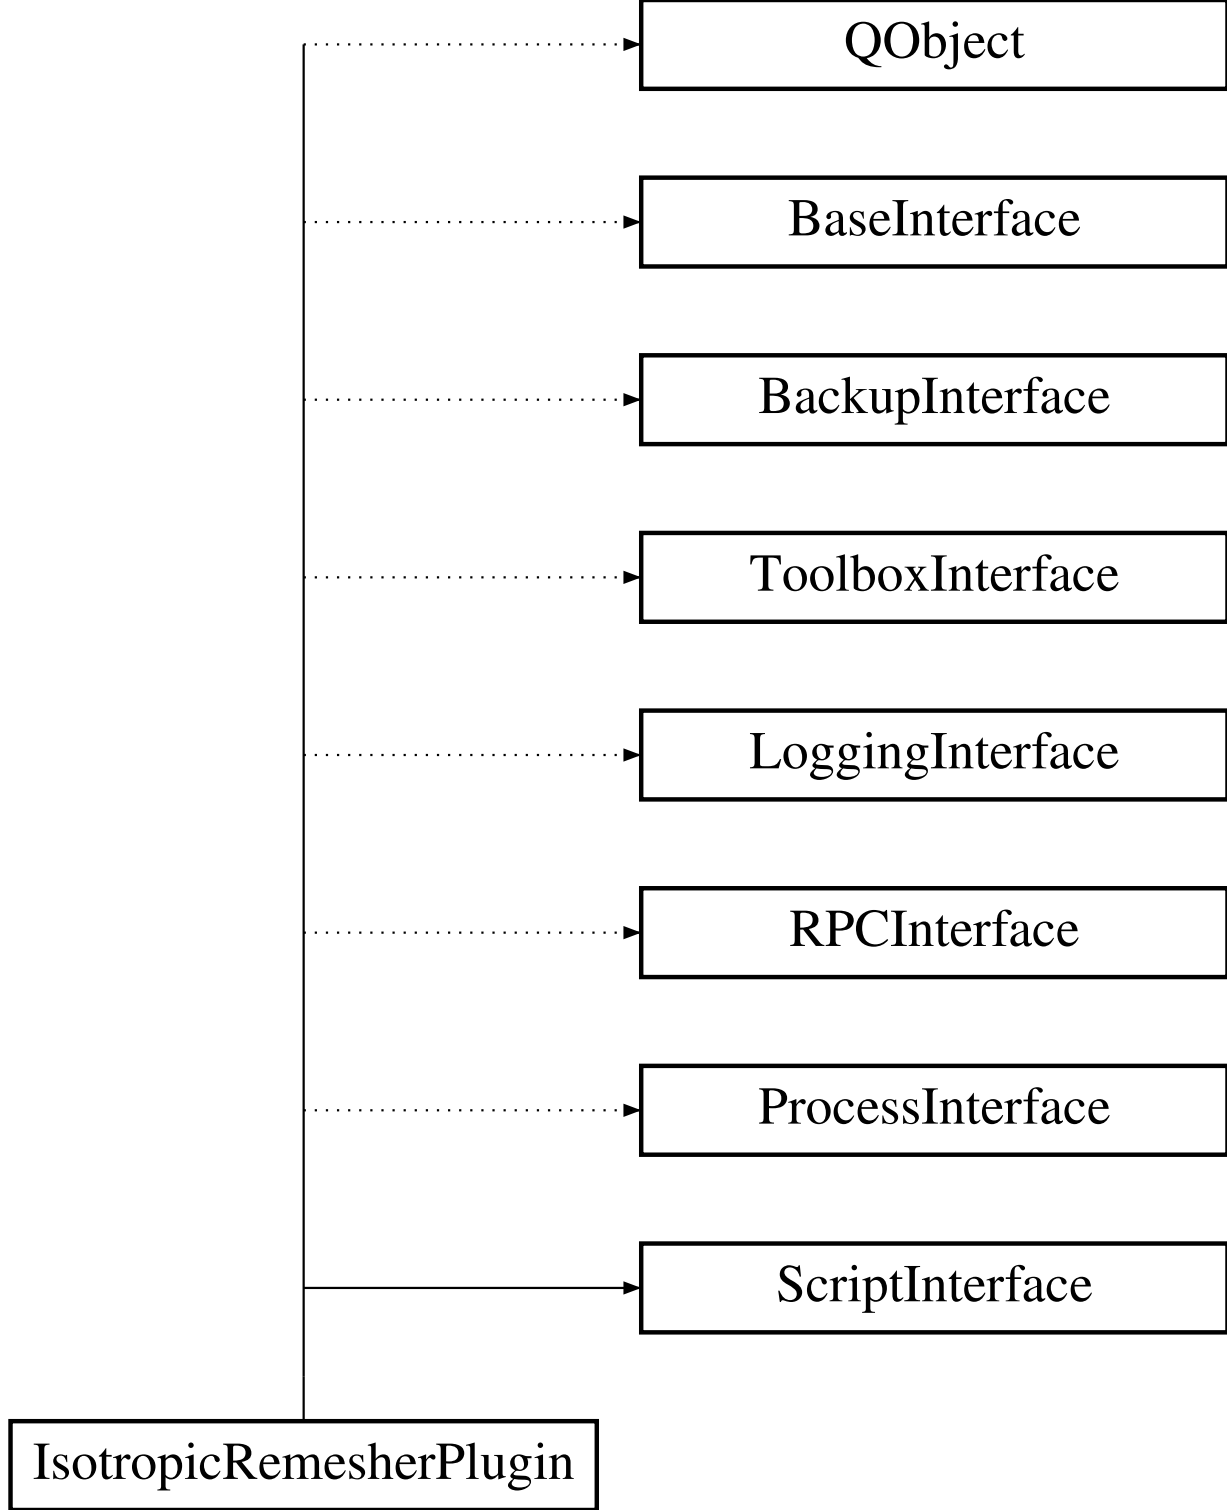 QObject
BaseInterface
BackupInterface
ToolboxInterface
LoggingInterface
RPCInterface
ProcessInterface
ScriptInterface
IsotropicRemesherPlugin